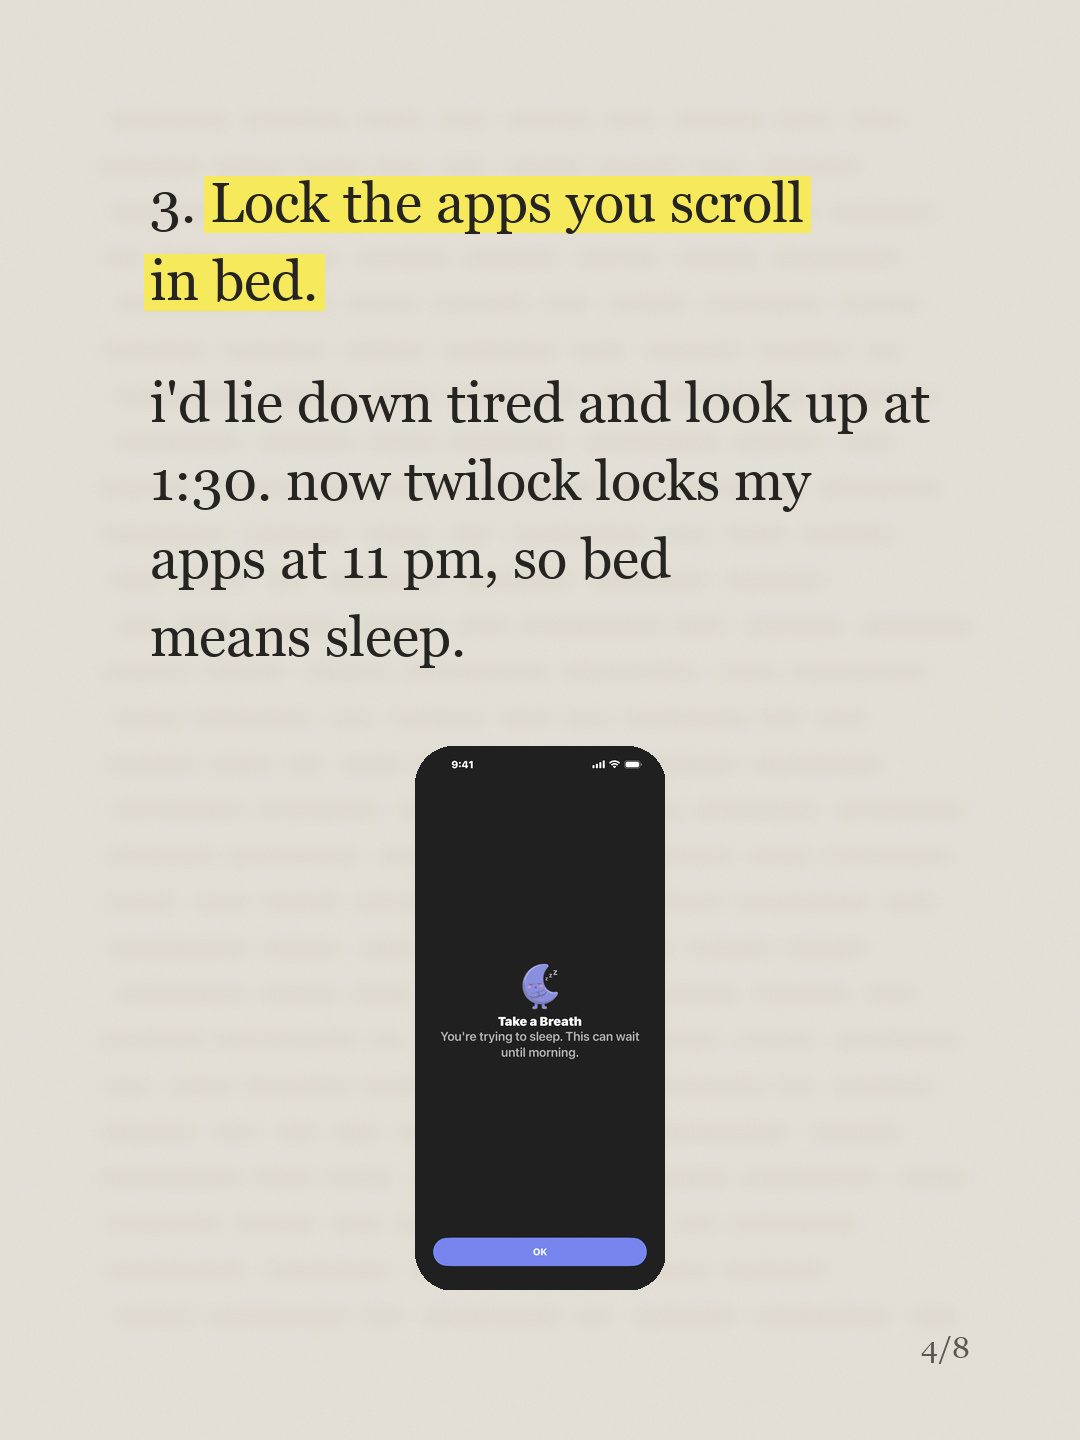 3. Lock the apps you scroll
in bed.
i'd lie down tired and look up at
1:30. now twilock locks my
apps at 11 pm, so bed
means sleep.
9:41
zzz
Take a Breath
You're trying to sleep. This can wait
until morning.
OK
4/8